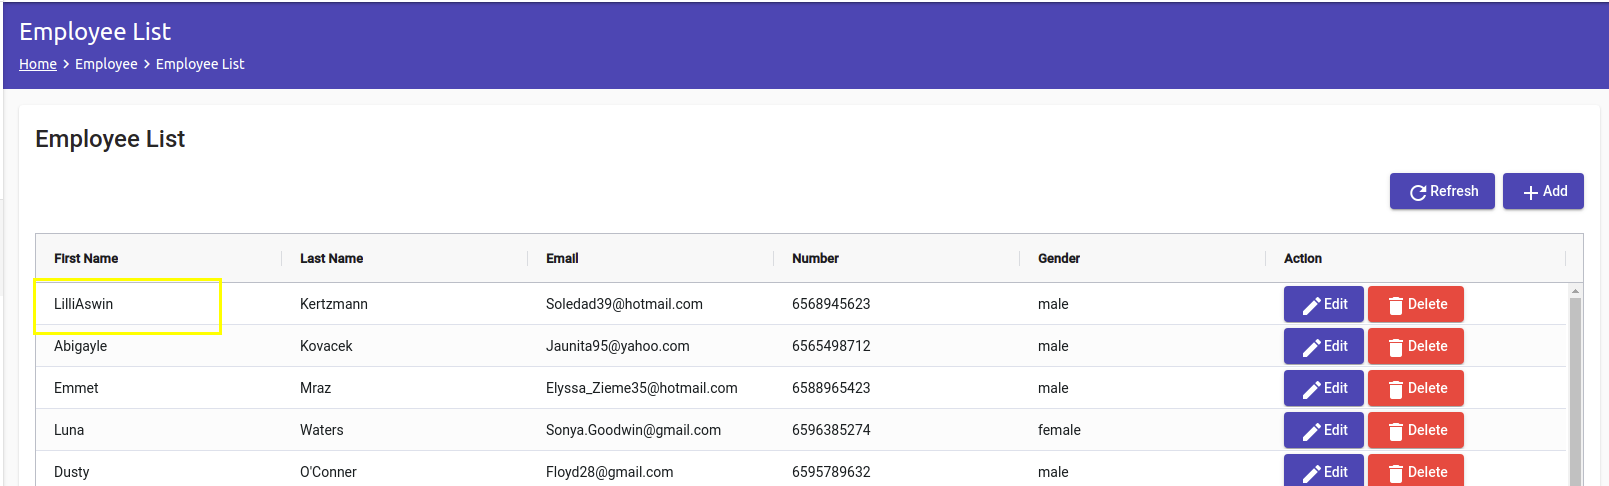 Employee List
Home > Employee > Employee List
Employee List
Refresh Add
First Name Last Name Email Number Gender Action
LilliAswin Kertzmann Soledad39@hotmail.com 6568945623 male Edit Delete
Abigayle Kovacek Jaunita95@yahoo.com 6565498712 male Edit Delete
Emmet Mraz Elyssa_Zieme35@hotmail.com 6588965423 male Edit Delete
Luna Waters Sonya.Goodwin@gmail.com 6596385274 female Edit Delete
Dusty O'Conner Floyd28@gmail.com 6595789632 male Edit Delete